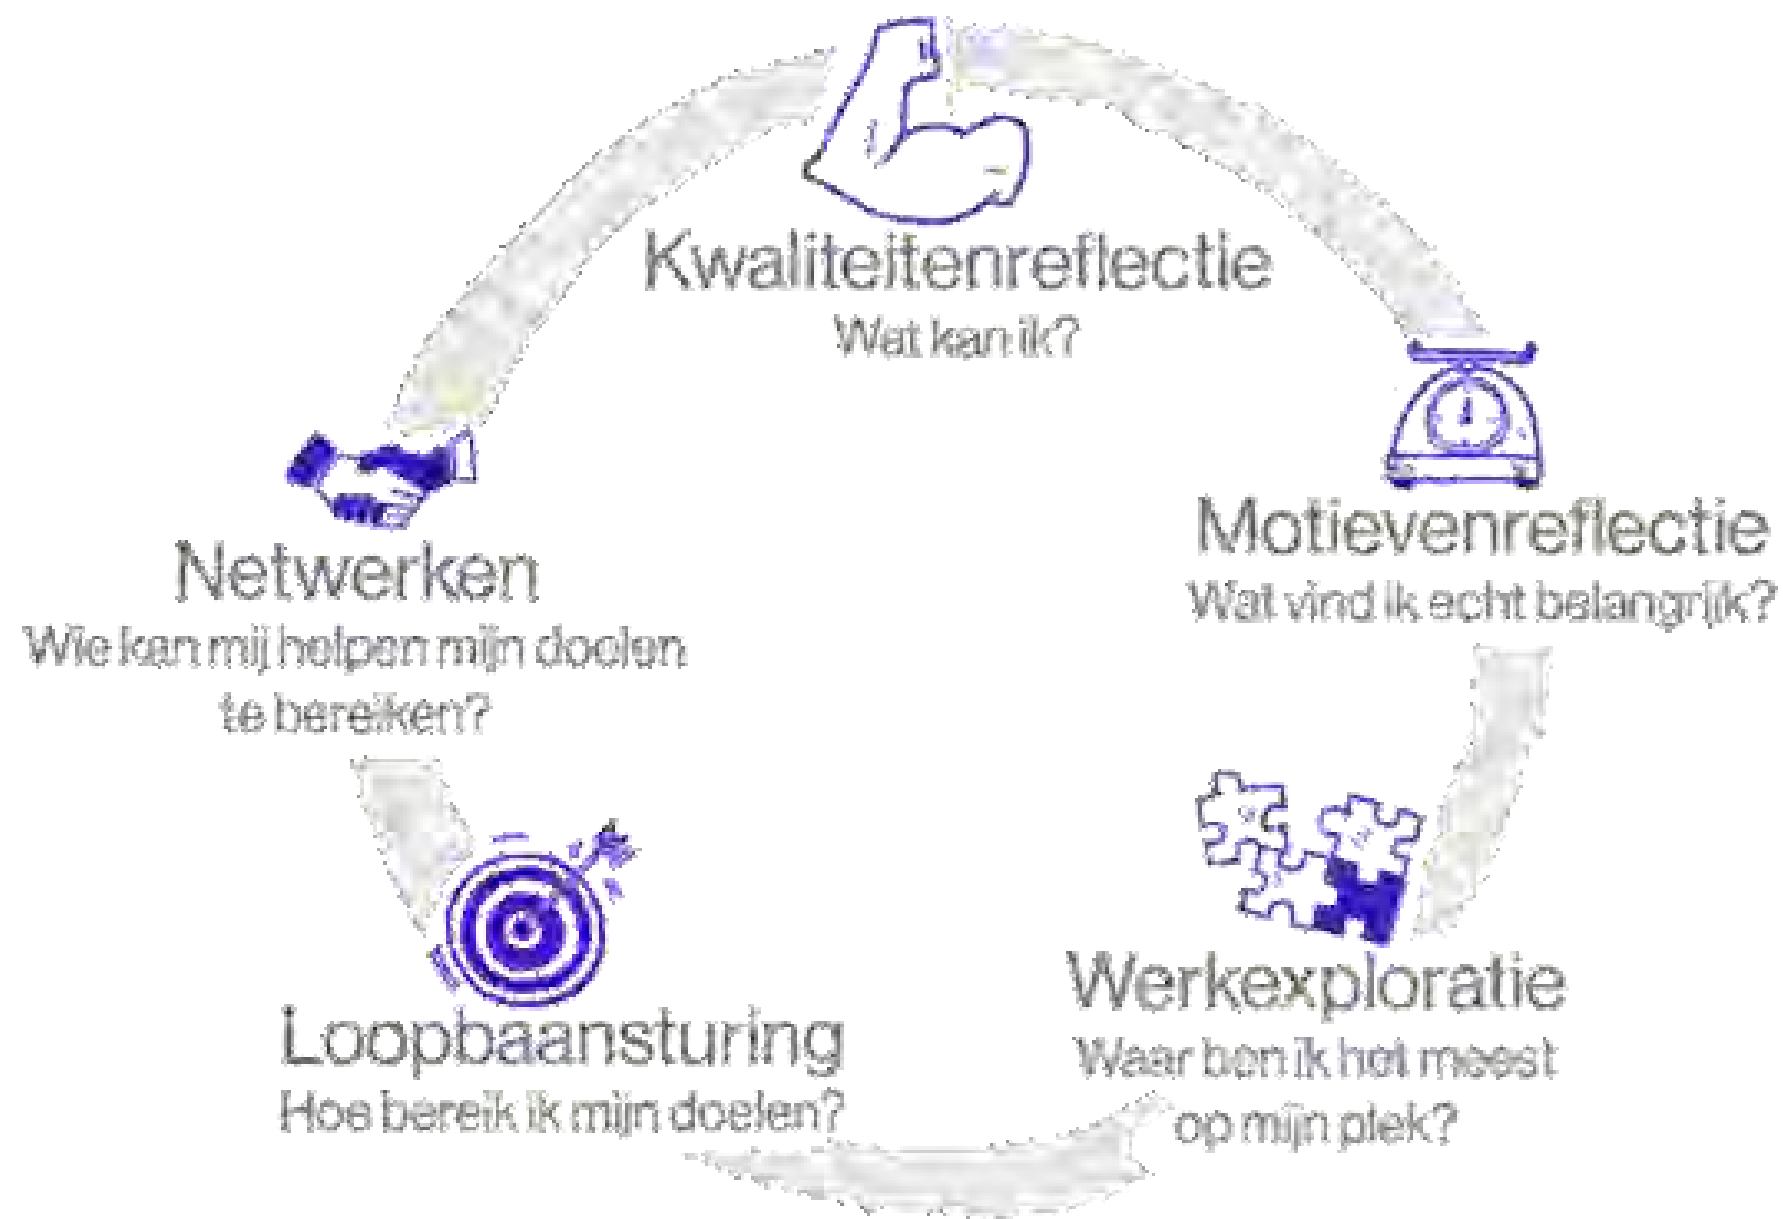 Kwaliteitenreflectie
Wat kan ik?
Motievenreflectie
Wat vind ik echt belangrijk?
Werkexploratie
Waar ben ik het meest
op mijn plek?
Loopbaansturing
Hoe bereik ik mijn doelen?
Netwerken
Wie kan mij helpen mijn doelen
te bereiken?